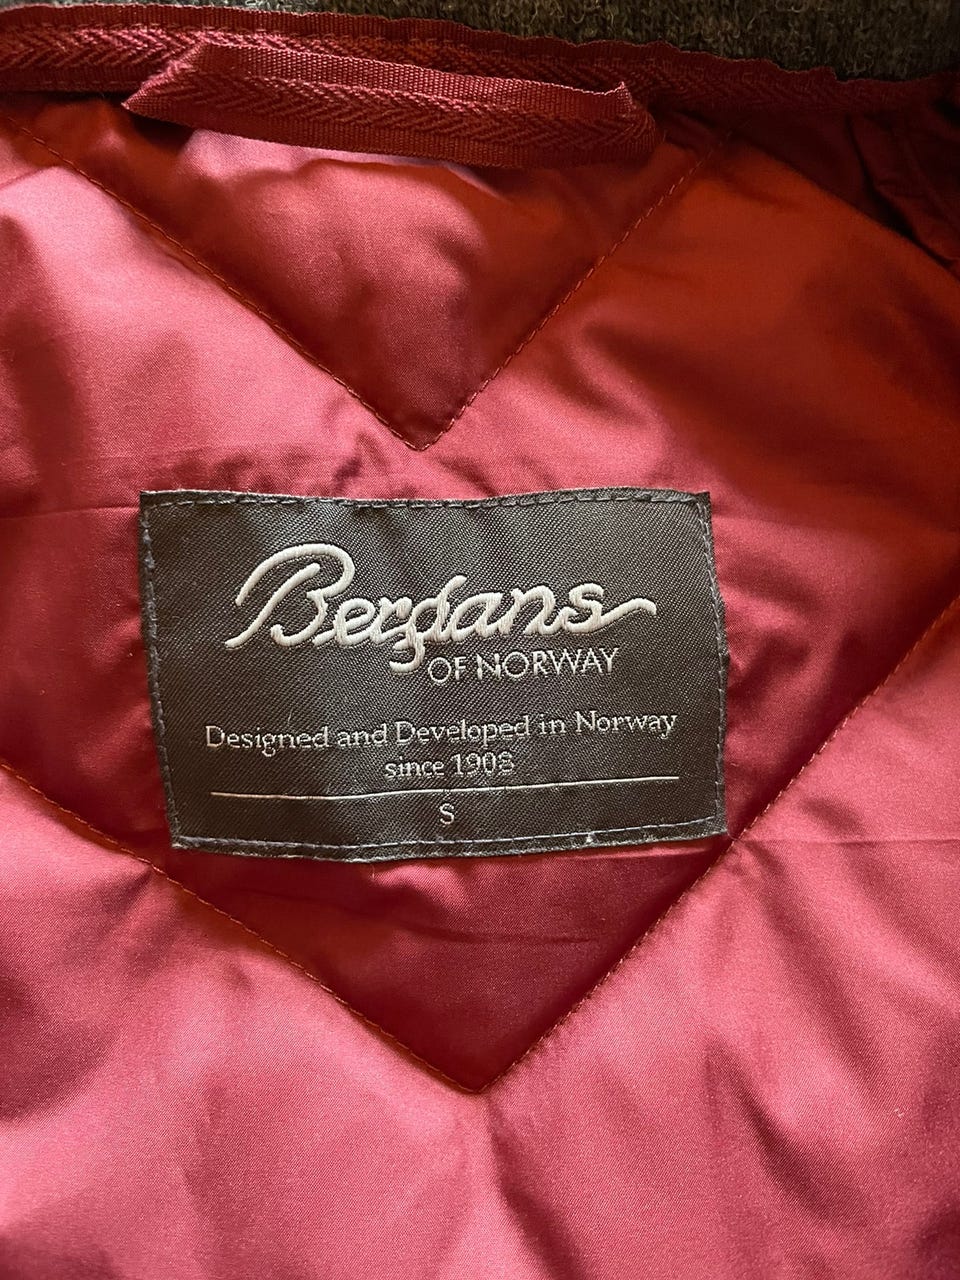 Bergans
OF NORWAY
Designed and Developed in Norway
since 1908
S